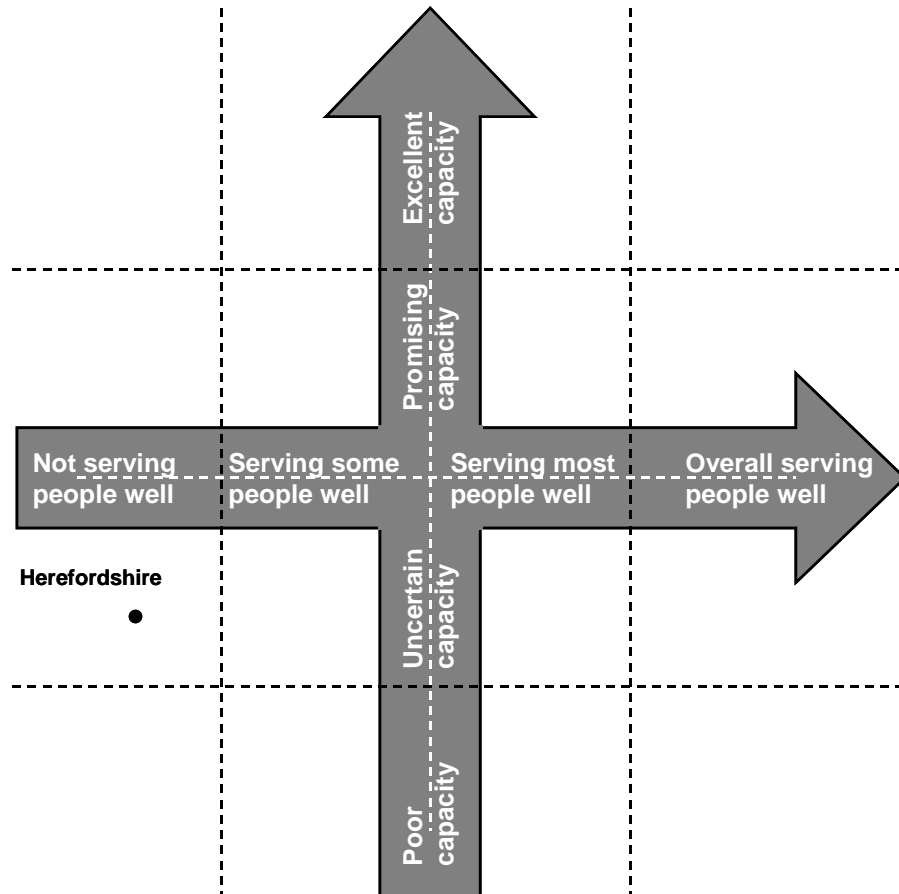 Excellent
capacity
Promising
capacity
Not serving
people well
Serving some
people well
Serving most
people well
Overall serving
people well
Herefordshire
Uncertain
capacity
Poor
capacity